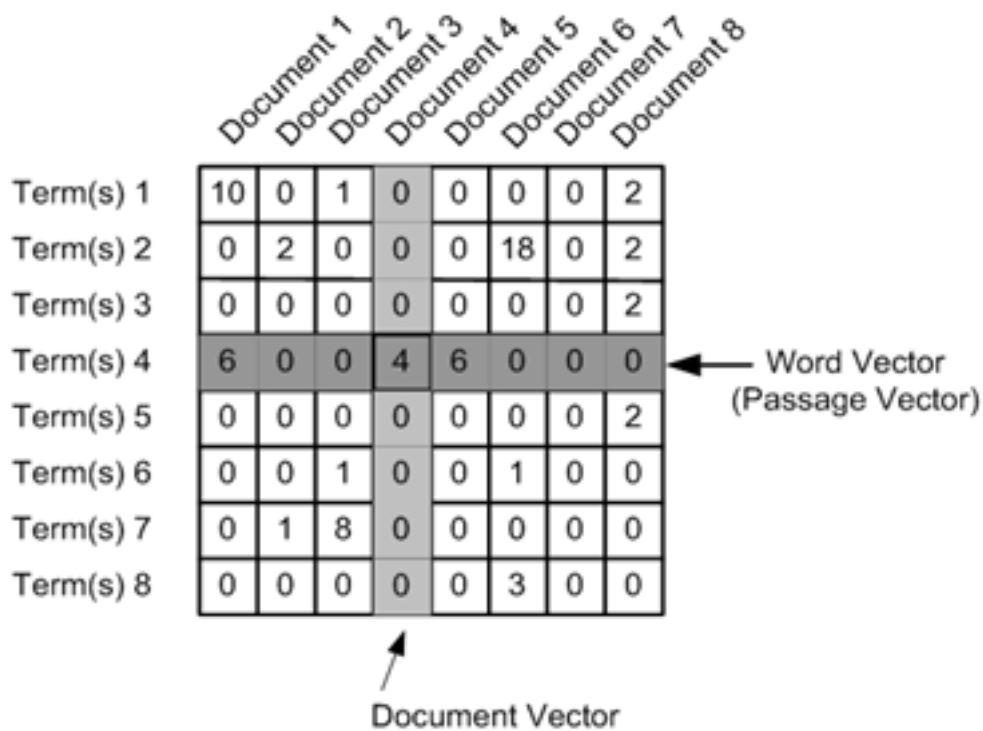 Document 1 Document 2 Document 3 Document 4 Document 5 Document 6 Document 7 Document 8
Term(s) 1 10 0 1 0 0 0 0 2
Term(s) 2 0 2 0 0 0 18 0 2
Term(s) 3 0 0 0 0 0 0 0 2
Term(s) 4 6 0 0 4 6 0 0 0 Word Vector
(Passage Vector)
Term(s) 5 0 0 0 0 0 0 0 2
Term(s) 6 0 0 1 0 0 1 0 0
Term(s) 7 0 1 8 0 0 0 0 0
Term(s) 8 0 0 0 0 0 3 0 0
Document Vector